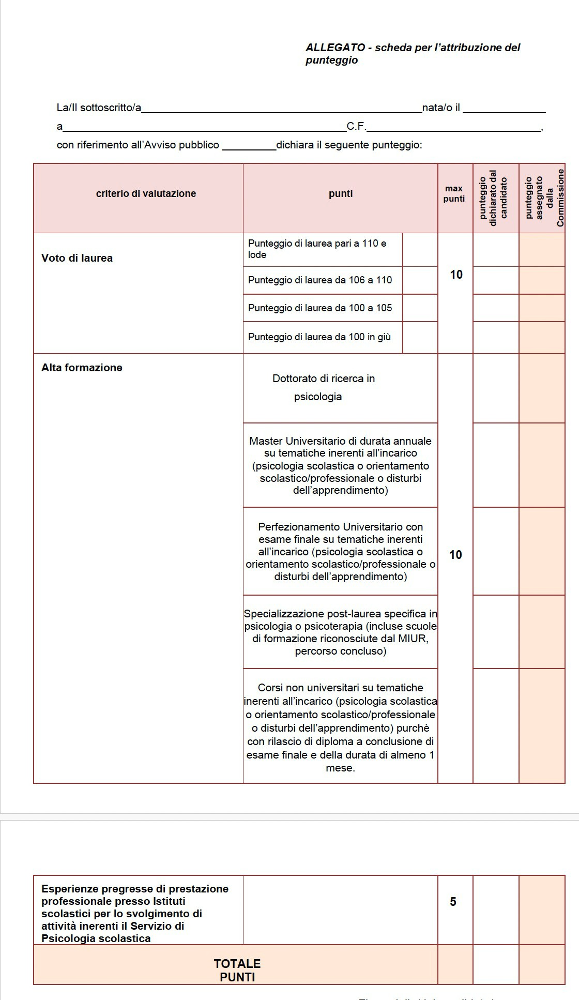 ALLEGATO - scheda per l’attribuzione del
punteggio
La/Il sottoscritto/a__________________________nata/o il __________
a__________________________C.F.__________________,
con riferimento all’Avviso pubblico _________dichiara il seguente punteggio:
criterio di valutazione
punti
max
punti
punteggio
dichiarato dal
candidato
punteggio
assegnato
dalla
Commissione
Voto di laurea
Punteggio di laurea pari a 110 e
lode
Punteggio di laurea da 106 a 110
Punteggio di laurea da 100 a 105
Punteggio di laurea da 100 in giù
10
Alta formazione
Dottorato di ricerca in
psicologia
Master Universitario di durata annuale
su tematiche inerenti all’incarico
(psicologia scolastica o orientamento
scolastico/professionale o disturbi
dell’apprendimento)
Perfezionamento Universitario con
esame finale su tematiche inerenti
all’incarico (psicologia scolastica o
orientamento scolastico/professionale o
disturbi dell’apprendimento)
10
Specializzazione post-laurea specifica in
psicologia o psicoterapia (incluse scuole
di formazione riconosciute dal MIUR,
percorso concluso)
Corsi non universitari su tematiche
inerenti all’incarico (psicologia scolastica
o orientamento scolastico/professionale
o disturbi dell’apprendimento) purchè
con rilascio di diploma a conclusione di
esame finale e della durata di almeno 1
mese.
Esperienze pregresse di prestazione
professionale presso Istituti
scolastici per lo svolgimento di
attività inerenti il Servizio di
Psicologia scolastica
5
TOTALE
PUNTI